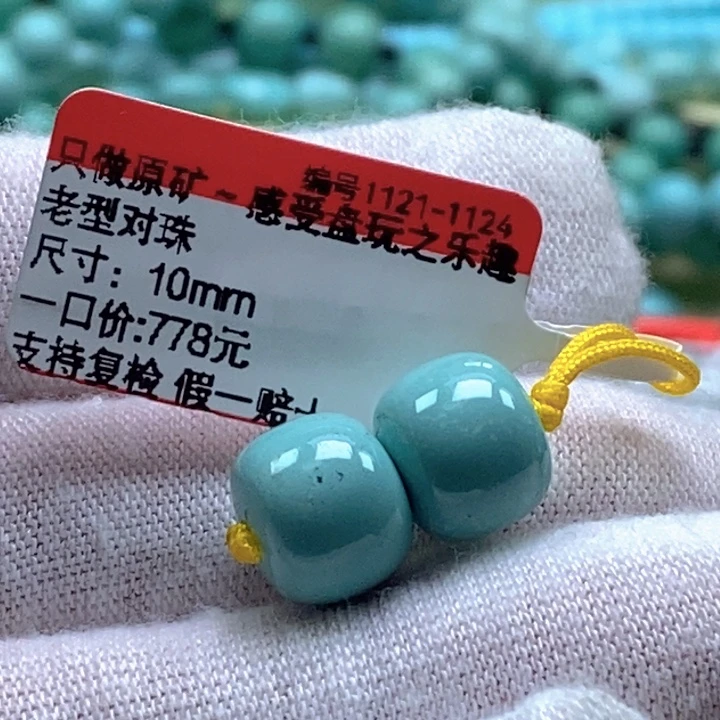 编号1121-1124
只做原矿~感受盘玩之乐趣
老型对珠
尺寸：10mm
一口价:778元
支持复检 假一赔十